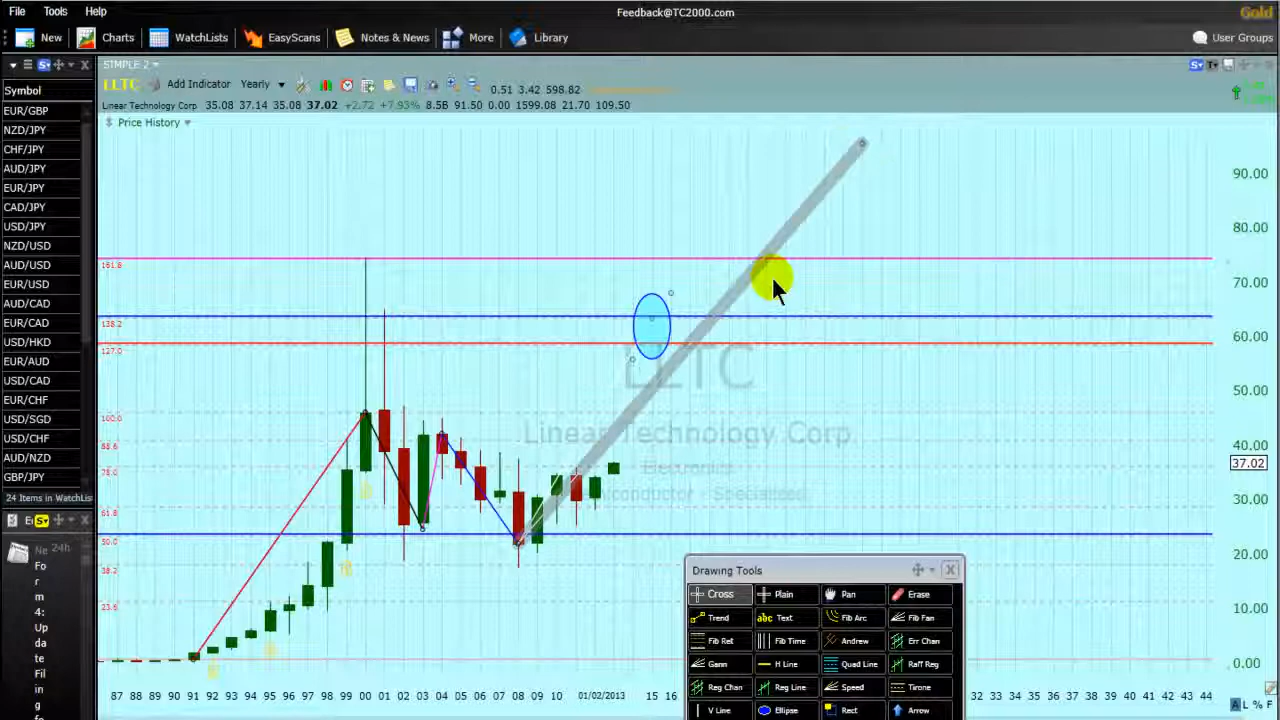 File Tools Help Feedback@TC2000.com Gold
New Charts WatchLists EasyScans Notes & News More Library User Groups
SIMPLE 2
LLTC Add Indicator Yearly 0.51 3.42 598.82
Linear Technology Corp 35.08 37.14 35.08 37.02 +2.72 +7.93% 8.5B 91.50 0.00 1599.08 21.70 109.50
Price History
Symbol
EUR/GBP
NZD/JPY
CHF/JPY
AUD/JPY
EUR/JPY
CAD/JPY
USD/JPY
NZD/USD
AUD/USD
EUR/USD
AUD/CAD
EUR/CAD
USD/HKD
EUR/AUD
USD/CAD
EUR/CHF
USD/SGD
USD/CHF
AUD/NZD
GBP/JPY
24 Items in WatchLis
Ne 24h
Fo
r
m
4:
Up
da
te
Fil
in
g
161.8
138.2
127.0
100.0
88.6
78.0
61.8
50.0
38.2
23.6
LLTC
Linear Technology Corp
Electronics
Semiconductor - Specialized
90.00
80.00
70.00
60.00
50.00
40.00
37.02
30.00
20.00
10.00
0.00
Drawing Tools
Cross Plain Pan Erase
Trend Text Fib Arc Fib Fan
Fib Ret Fib Time Andrew Err Chan
Gann H Line Quad Line Raff Reg
Reg Chan Reg Line Speed Tirone
V Line Ellipse Rect Arrow
87 88 89 90 91 92 93 94 95 96 97 98 99 00 01 02 03 04 05 06 07 08 09 10 01/02/2013 15 16 32 33 34 35 36 37 38 39 40 41 42 43 44
A L % F